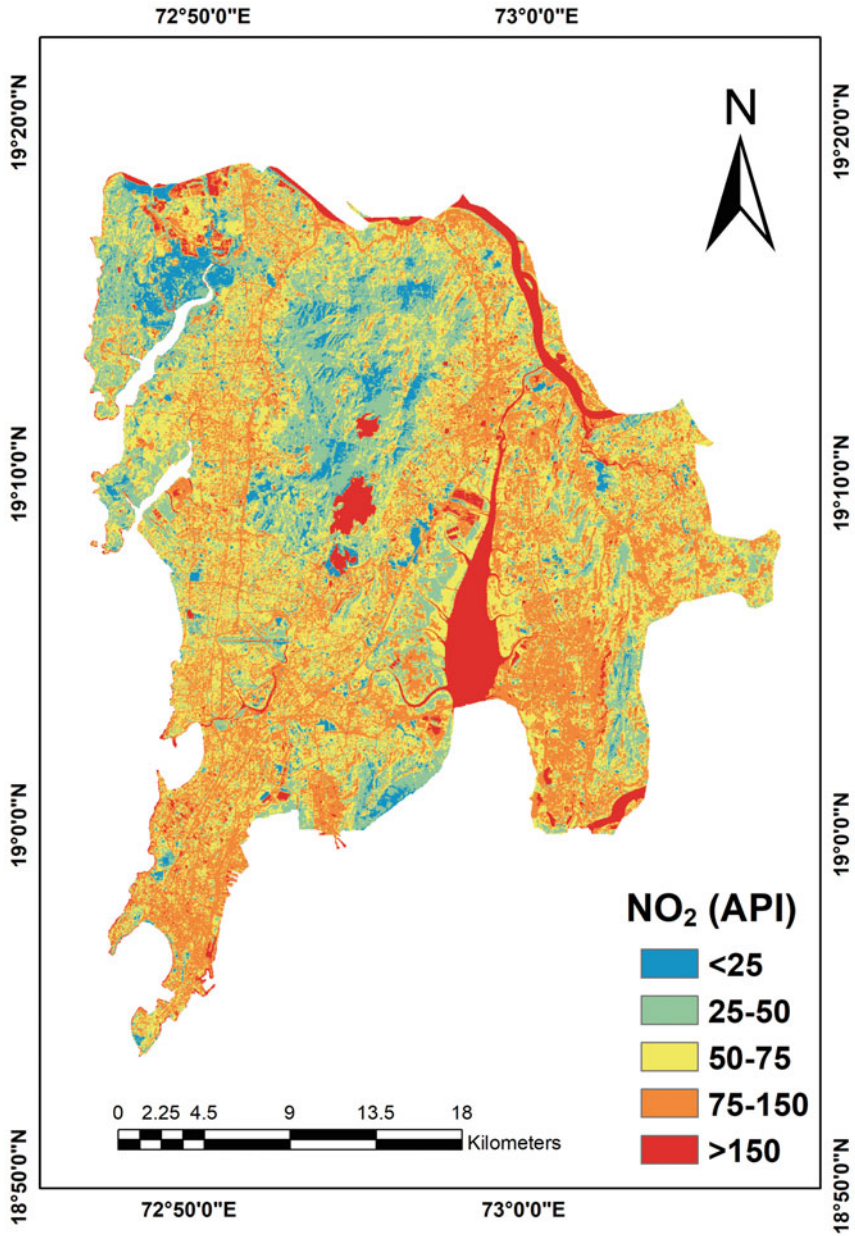 72°50'0"E 73°0'0"E
19°20'0"N 19°20'0"N
N
19°10'0"N 19°10'0"N
19°0'0"N 19°0'0"N
NO₂ (API)
<25
25-50
50-75
75-150
>150
0 2.25 4.5 9 13.5 18
Kilometers
18°50'0"N 18°50'0"N
72°50'0"E 73°0'0"E